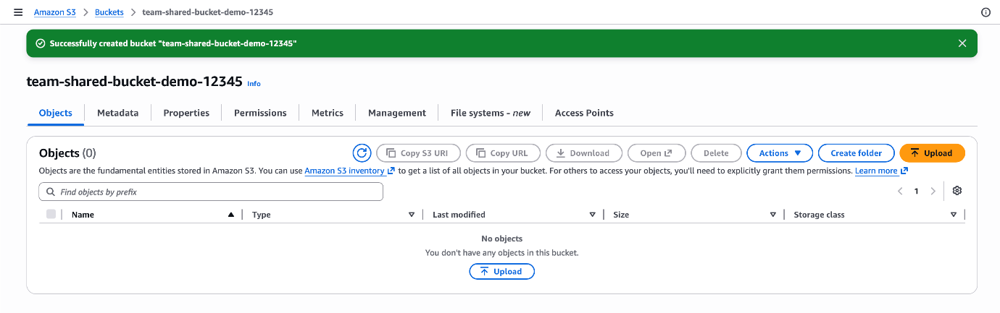 Amazon S3 > Buckets > team-shared-bucket-demo-12345
Successfully created bucket "team-shared-bucket-demo-12345"
team-shared-bucket-demo-12345 Info
Objects Metadata Properties Permissions Metrics Management File systems - new Access Points
Objects (0) Copy S3 URI Copy URL Download Open Delete Actions Create folder Upload
Objects are the fundamental entities stored in Amazon S3. You can use Amazon S3 inventory to get a list of all objects in your bucket. For others to access your objects, you'll need to explicitly grant them permissions. Learn more
Find objects by prefix 1
Name Type Last modified Size Storage class
No objects
You don't have any objects in this bucket.
Upload